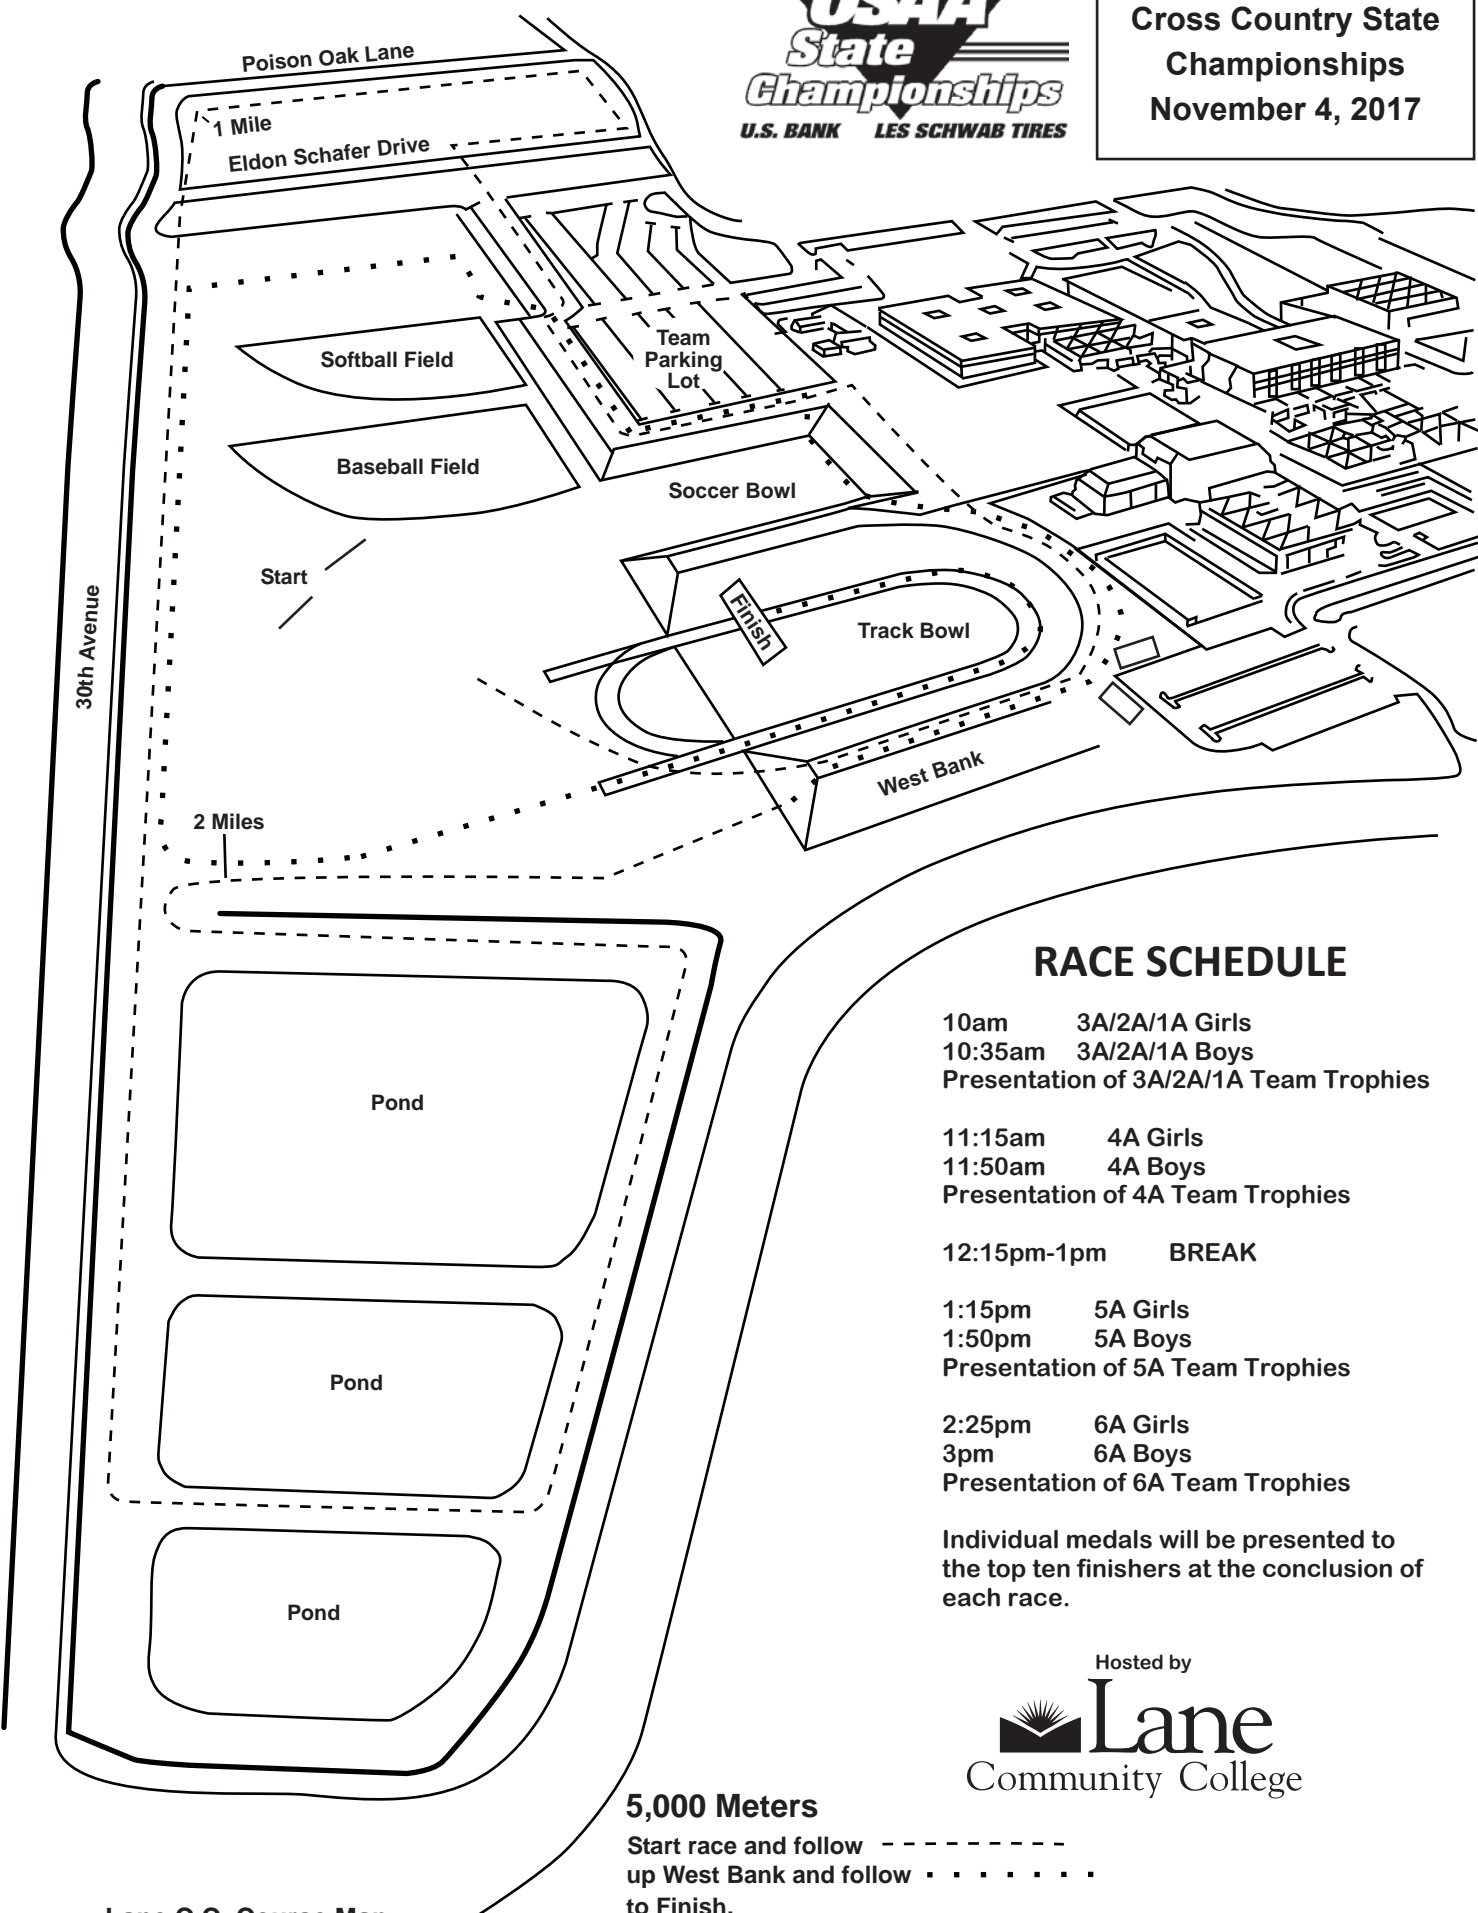 USAA
State
Championships
U.S. BANK LES SCHWAB TIRES
Cross Country State
Championships
November 4, 2017
Poison Oak Lane
1 Mile
Eldon Schafer Drive
Team
Parking
Lot
Softball Field
Baseball Field
Soccer Bowl
Start
30th Avenue
Finish
Track Bowl
West Bank
2 Miles
Pond
Pond
Pond
RACE SCHEDULE
10am 3A/2A/1A Girls
10:35am 3A/2A/1A Boys
Presentation of 3A/2A/1A Team Trophies
11:15am 4A Girls
11:50am 4A Boys
Presentation of 4A Team Trophies
12:15pm-1pm BREAK
1:15pm 5A Girls
1:50pm 5A Boys
Presentation of 5A Team Trophies
2:25pm 6A Girls
3pm 6A Boys
Presentation of 6A Team Trophies
Individual medals will be presented to
the top ten finishers at the conclusion of
each race.
Hosted by
Lane
Community College
5,000 Meters
Start race and follow
up West Bank and follow
to Finish.
Lane C.C. Course Map